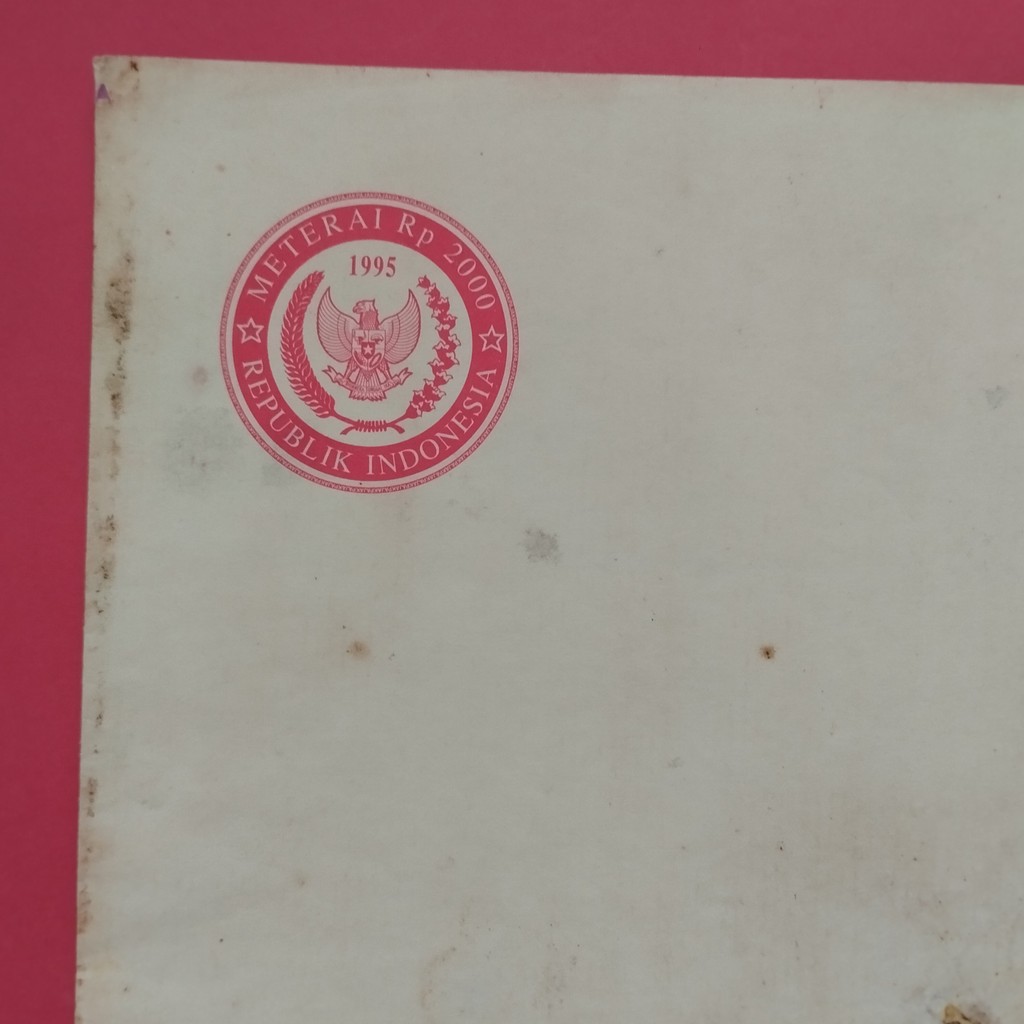 METERAI Rp 2000
1995
REPUBLIK INDONESIA
A